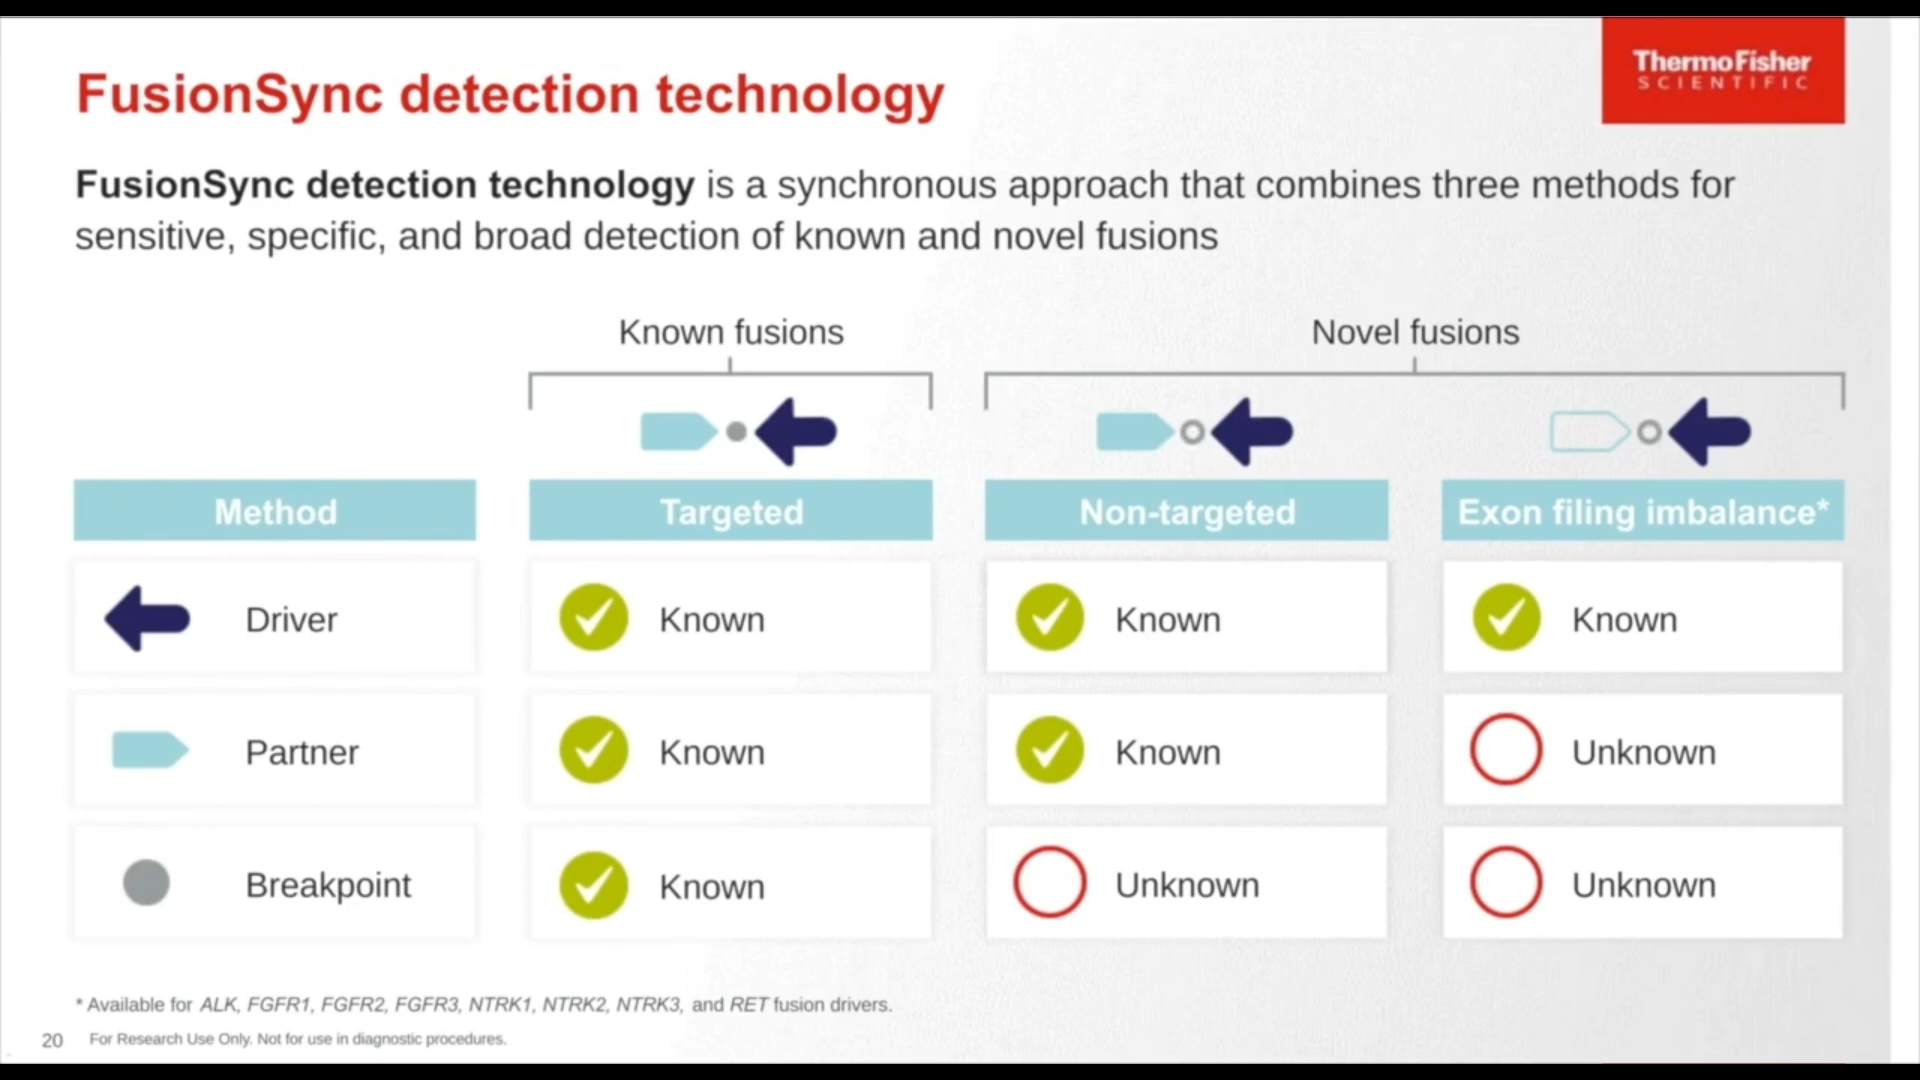 ThermoFisher
SCIENTIFIC
FusionSync detection technology
FusionSync detection technology is a synchronous approach that combines three methods for
sensitive, specific, and broad detection of known and novel fusions
Known fusions
Novel fusions
Method
Targeted
Non-targeted
Exon filing imbalance*
Driver
Known
Known
Known
Partner
Known
Known
Unknown
Breakpoint
Known
Unknown
Unknown
* Available for ALK, FGFR1, FGFR2, FGFR3, NTRK1, NTRK2, NTRK3, and RET fusion drivers.
20 For Research Use Only. Not for use in diagnostic procedures.